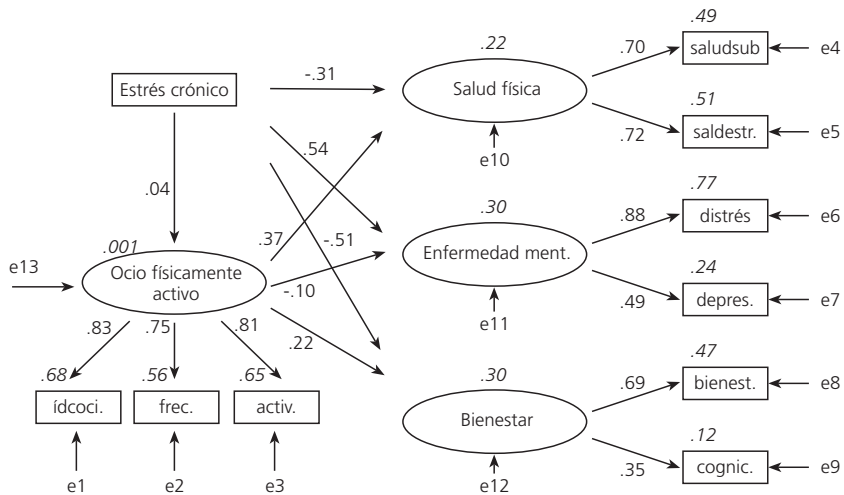 .49
.22
.70
saludsub
e4
-.31
Estrés crónico
Salud física
.51
.72
saldestr.
e5
.54
e10
.77
.04
.30
.88
distrés
e6
.001
.37
-.51
e13
Ocio físicamente
activo
Enfermedad ment.
.24
-.10
.49
depres.
e7
.83
.75
.81
.22
e11
.47
.68
.56
.65
.30
.69
bienest.
e8
ídcoci.
frec.
activ.
Bienestar
.12
.35
cognic.
e9
e1
e2
e3
e12